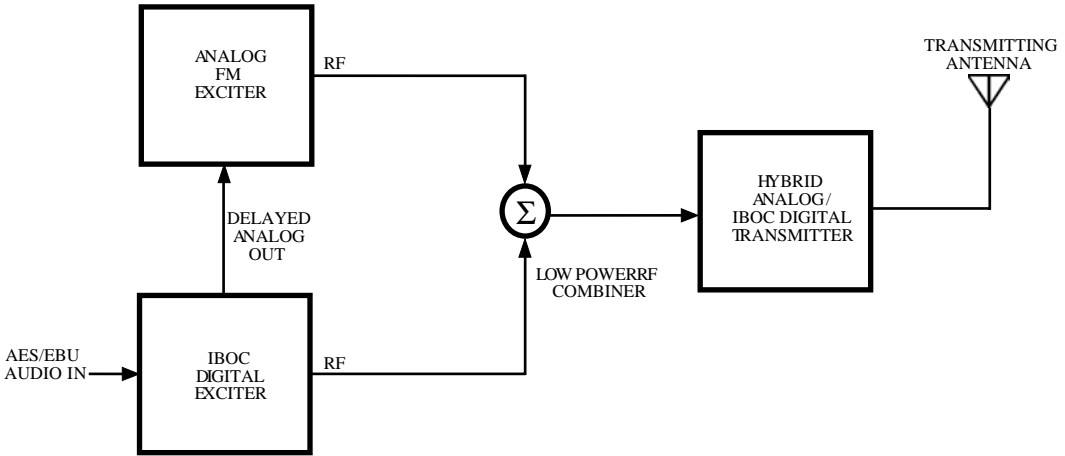 ANALOG
FM
EXCITER
RF
TRANSMITTING
ANTENNA
HYBRID
ANALOG/
IBOC DIGITAL
TRANSMITTER
DELAYED
ANALOG
OUT
Σ
LOW POWERRF
COMBINER
AES/EBU
AUDIO IN
IBOC
DIGITAL
EXCITER
RF